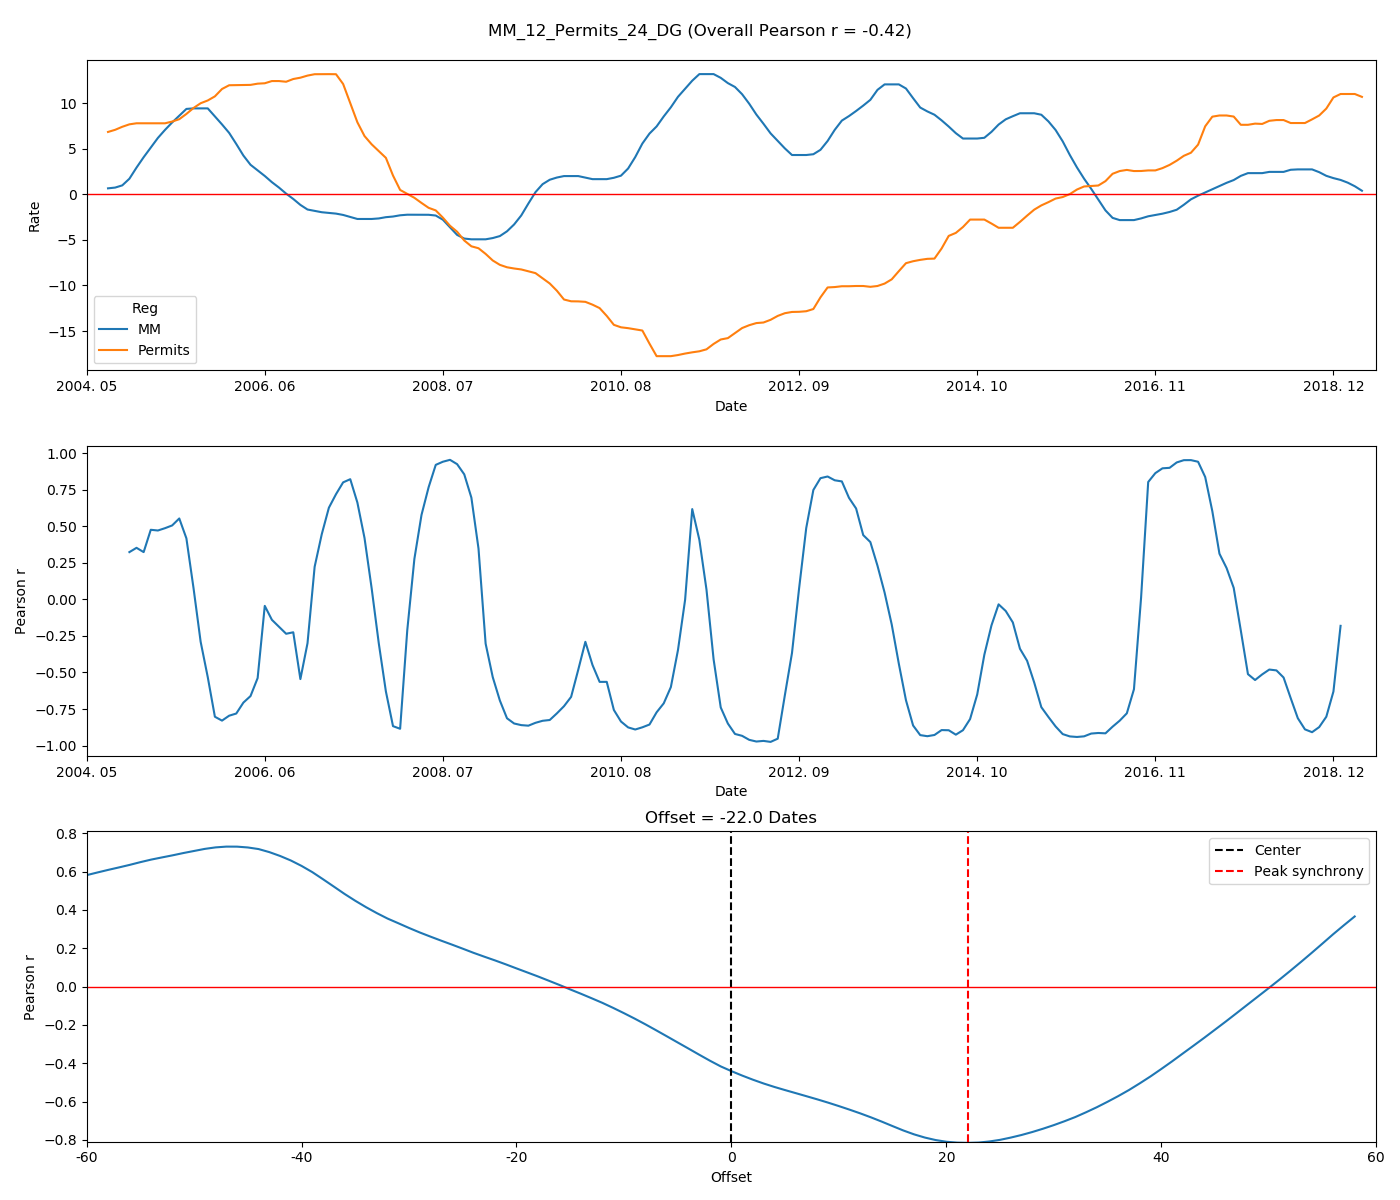 MM_12_Permits_24_DG (Overall Pearson r = -0.42)
10
5
0
−5
−10
−15
Rate
Reg
MM
Permits
2004. 05 2006. 06 2008. 07 2010. 08 2012. 09 2014. 10 2016. 11 2018. 12
Date
1.00
0.75
0.50
0.25
0.00
−0.25
−0.50
−0.75
−1.00
Pearson r
2004. 05 2006. 06 2008. 07 2010. 08 2012. 09 2014. 10 2016. 11 2018. 12
Date
Offset = -22.0 Dates
0.8
0.6
0.4
0.2
0.0
−0.2
−0.4
−0.6
−0.8
Pearson r
Center
Peak synchrony
-60 -40 -20 0 20 40 60
Offset